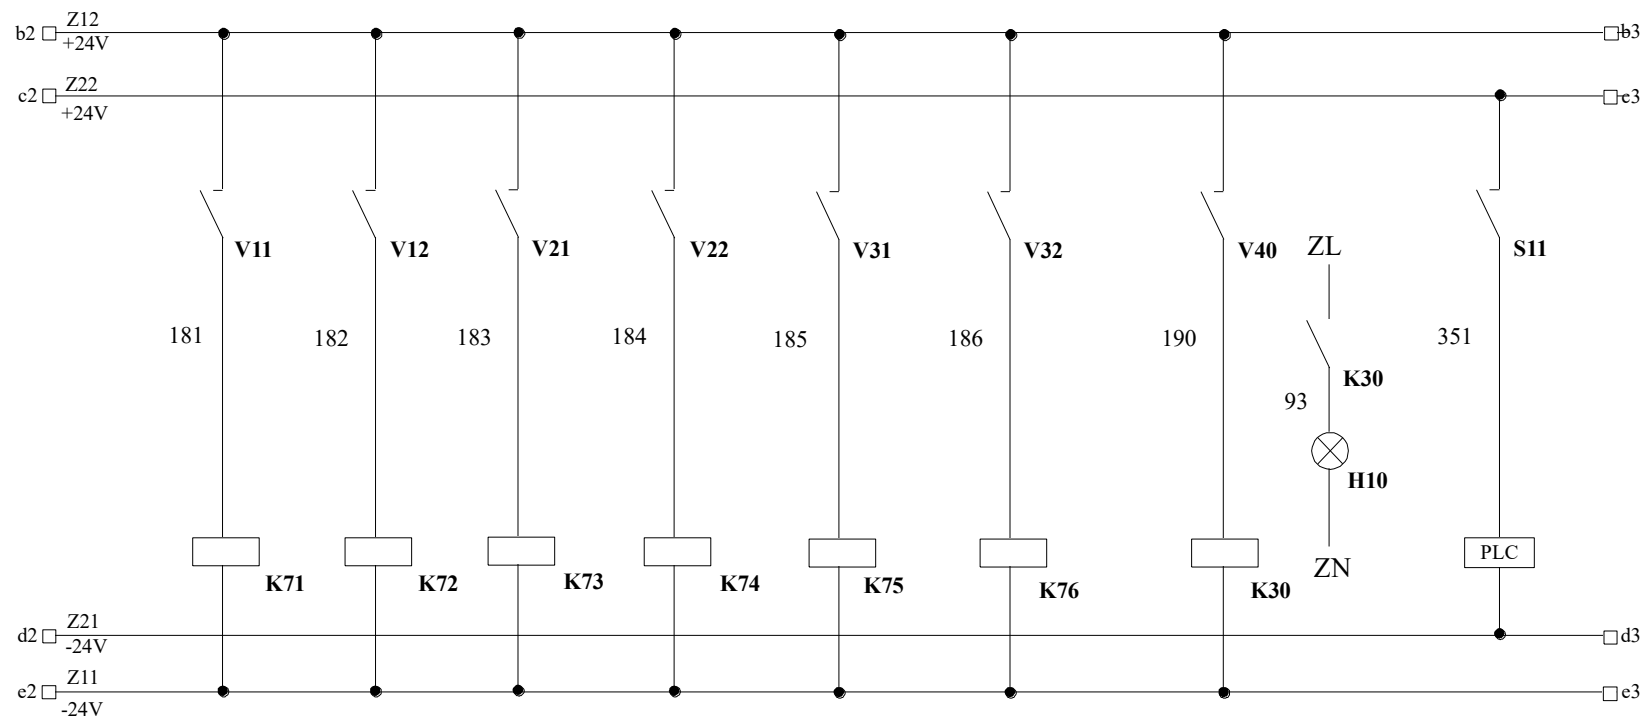 b2 Z12 b3
+24V
c2 Z22 c3
+24V
V11 V12 V21 V22 V31 V32 V40 ZL S11
181 182 183 184 185 186 190 351
K30
93
H10
PLC
K71 K72 K73 K74 K75 K76 K30 ZN
d2 Z21 d3
-24V
e2 Z11 e3
-24V